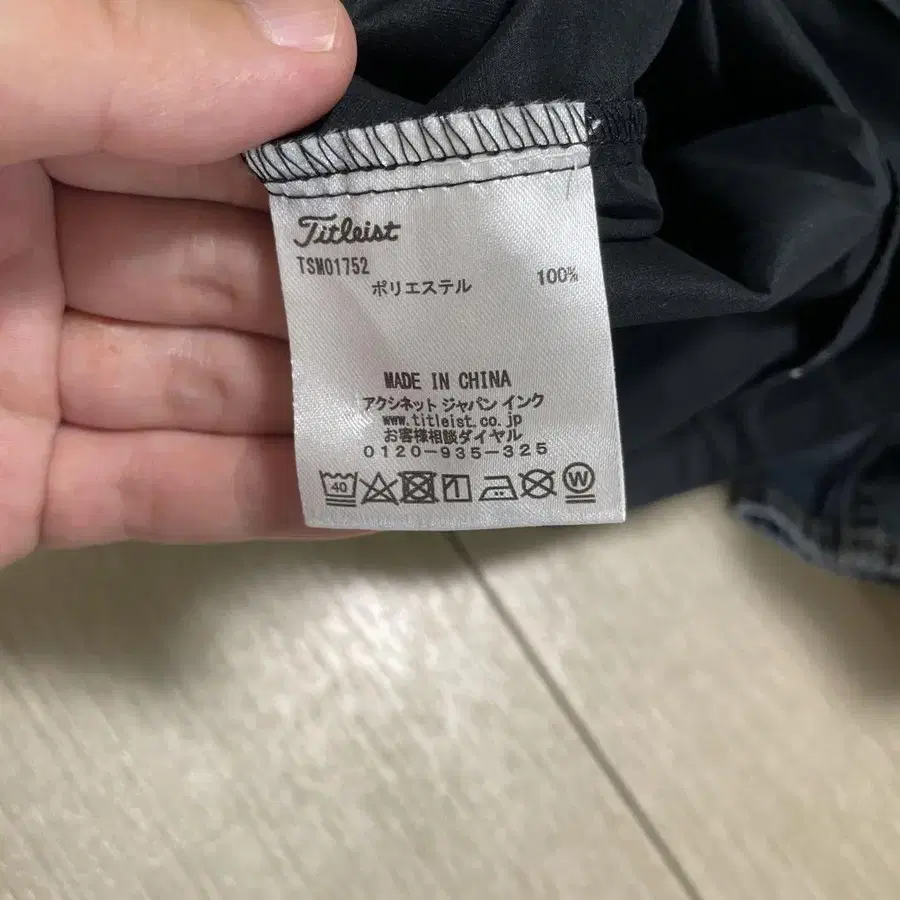 Titleist
TSM01752
ポリエステル 100%
MADE IN CHINA
アクシネット ジャパン インク
www.titleist.co.jp
お客様相談ダイヤル
0120-935-325
40 W